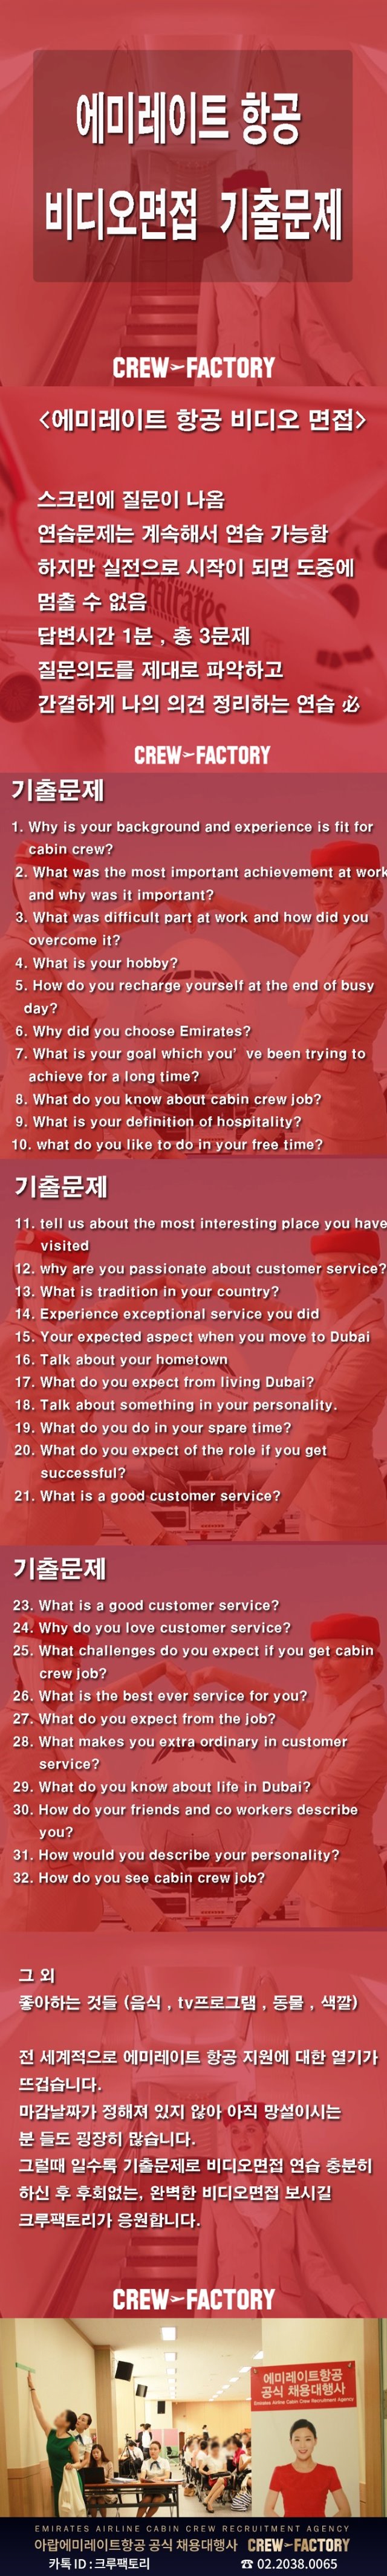 에미레이트 항공
비디오면접 기출문제
CREW FACTORY
<에미레이트 항공 비디오 면접>
스크린에 질문이 나옴
연습문제는 계속해서 연습 가능함
하지만 실전으로 시작이 되면 도중에
멈출 수 없음
답변시간 1분 , 총 3문제
질문의도를 제대로 파악하고
간결하게 나의 의견 정리하는 연습 必
Emirates
CREW FACTORY
기출문제
1. Why is your background and experience is fit for
cabin crew?
2. What was the most important achievement at work
and why was it important?
3. What was difficult part at work and how did you
overcome it?
4. What is your hobby?
5. How do you recharge yourself at the end of busy
day?
6. Why did you choose Emirates?
7. What is your goal which you’ ve been trying to
achieve for a long time?
8. What do you know about cabin crew job?
9. What is your definition of hospitality?
10. what do you like to do in your free time?
기출문제
11. tell us about the most interesting place you have
visited
12. why are you passionate about customer service?
13. What is tradition in your country?
14. Experience exceptional service you did
15. Your expected aspect when you move to Dubai
16. Talk about your hometown
17. What do you expect from living Dubai?
18. Talk about something in your personality.
19. What do you do in your spare time?
20. What do you expect of the role if you get
successful?
21. What is a good customer service?
기출문제
23. What is a good customer service?
24. Why do you love customer service?
25. What challenges do you expect if you get cabin
crew job?
26. What is the best ever service for you?
27. What do you expect from the job?
28. What makes you extra ordinary in customer
service?
29. What do you know about life in Dubai?
30. How do your friends and co workers describe
you?
31. How would you describe your personality?
32. How do you see cabin crew job?
그 외
좋아하는 것들 (음식 , tv프로그램 , 동물 , 색깔)
전 세계적으로 에미레이트 항공 지원에 대한 열기가
뜨겁습니다.
마감날짜가 정해져 있지 않아 아직 망설이시는
분 들도 굉장히 많습니다.
그럴때 일수록 기출문제로 비디오면접 연습 충분히
하신 후 후회없는, 완벽한 비디오면접 보시길
크루팩토리가 응원합니다.
CREW FACTORY
에미레이트항공
공식 채용대행사
Emirates Airline Cabin Crew Recruitment Agency
EMIRATES AIRLINE CABIN CREW RECRUITMENT AGENCY
아랍에미레이트항공 공식 채용대행사 CREW FACTORY
카톡 ID : 크루팩토리 ☎ 02.2038.0065